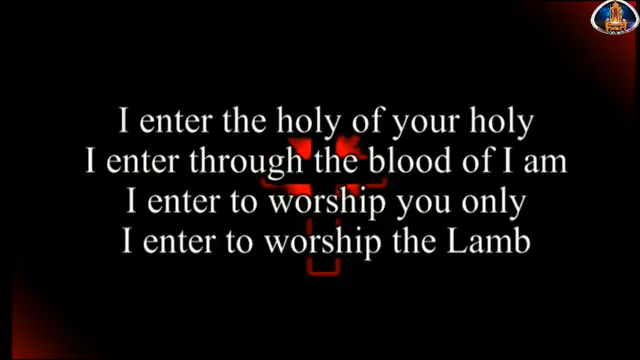 I enter the holy of your holy
I enter through the blood of I am
I enter to worship you only
I enter to worship the Lamb